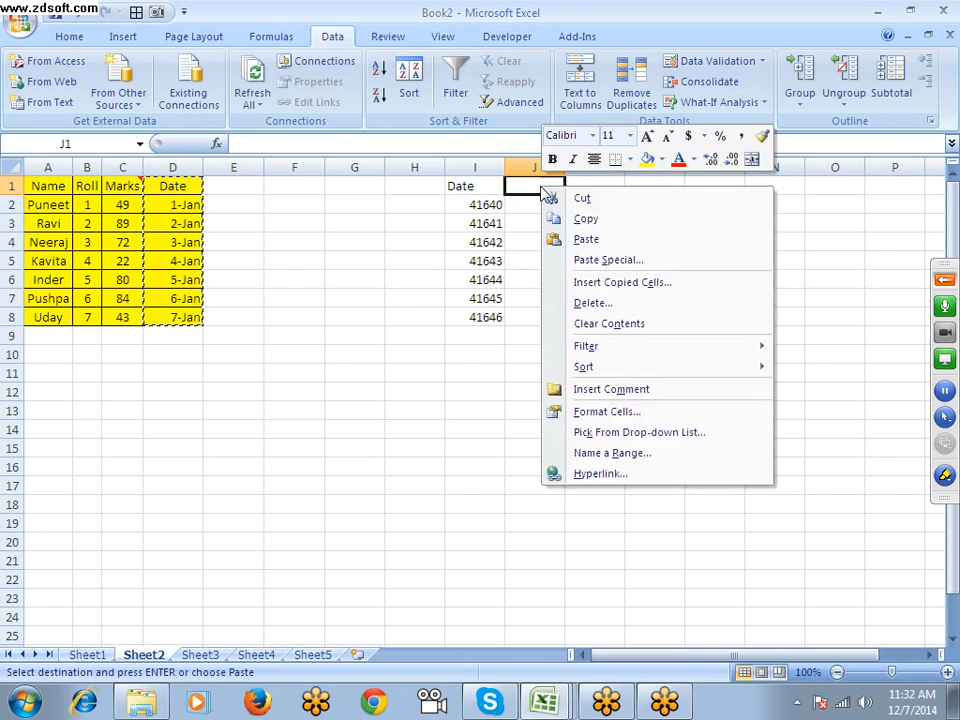 www.zdsoft.com
Book2 - Microsoft Excel
Home Insert Page Layout Formulas Data Review View Developer Add-Ins
From Access
From Web
From Text
From Other Sources
Existing Connections
Get External Data
Refresh All
Connections
Properties
Edit Links
Connections
Sort
Filter
Clear
Reapply
Advanced
Sort & Filter
Text to Columns
Remove Duplicates
Data Validation
Consolidate
What-If Analysis
Data Tools
Group
Ungroup
Subtotal
Outline
J1
fx
Calibri 11 A A $ % ,
B I A
A B C D E F G H I J O P
1 Name Roll Marks Date Date
2 Puneet 1 49 1-Jan 41640
3 Ravi 2 89 2-Jan 41641
4 Neeraj 3 72 3-Jan 41642
5 Kavita 4 22 4-Jan 41643
6 Inder 5 80 5-Jan 41644
7 Pushpa 6 84 6-Jan 41645
8 Uday 7 43 7-Jan 41646
9
10
11
12
13
14
15
16
17
18
19
20
21
22
23
24
25
Cut
Copy
Paste
Paste Special...
Insert Copied Cells...
Delete...
Clear Contents
Filter
Sort
Insert Comment
Format Cells...
Pick From Drop-down List...
Name a Range...
Hyperlink...
Sheet1 Sheet2 Sheet3 Sheet4 Sheet5
Select destination and press ENTER or choose Paste
100%
11:32 AM
12/7/2014